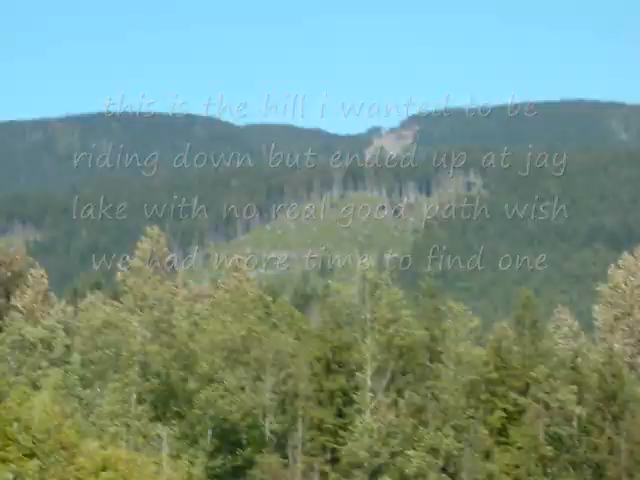 this is the hill i wanted to be
riding down but ended up at jay
lake with no real good path wish
we had more time to find one